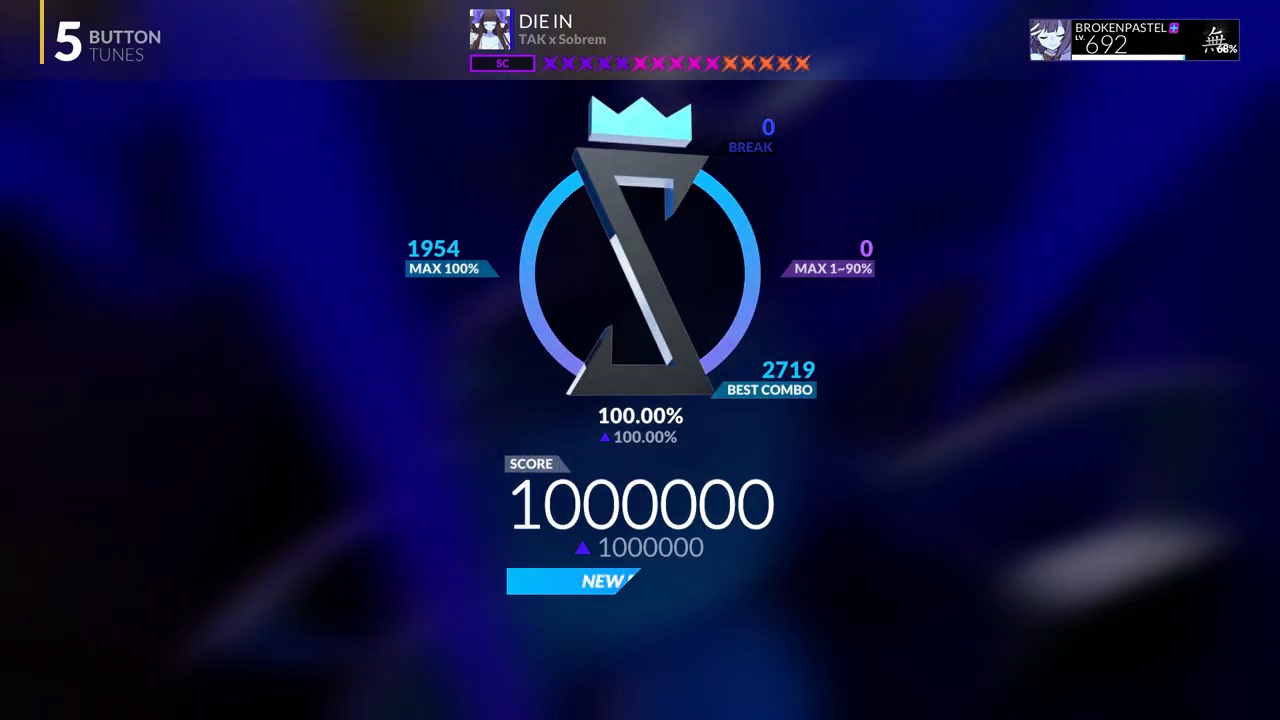 5 BUTTON
TUNES
DIE IN
TAK x Sobrem
SC
BROKENPASTEL
LV. 692
無
68%
0
BREAK
1954
MAX 100%
0
MAX 1~90%
2719
BEST COMBO
100.00%
100.00%
SCORE
1000000
1000000
NEW